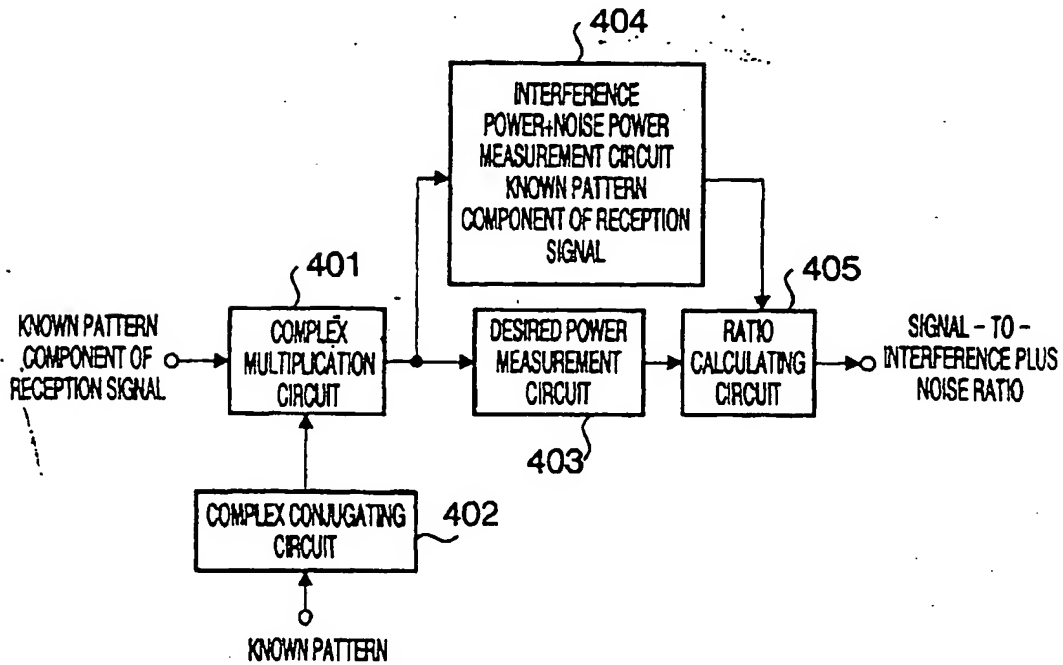 404
INTERFERENCE
POWER+NOISE POWER
MEASUREMENT CIRCUIT
KNOWN PATTERN
COMPONENT OF RECEPTION
SIGNAL
401
405
KNOWN PATTERN
COMPONENT OF
RECEPTION SIGNAL
COMPLEX
MULTIPLICATION
CIRCUIT
DESIRED POWER
MEASUREMENT
CIRCUIT
RATIO
CALCULATING
CIRCUIT
SIGNAL - TO -
INTERFERENCE PLUS
NOISE RATIO
403
COMPLEX CONJUGATING
CIRCUIT
402
KNOWN PATTERN